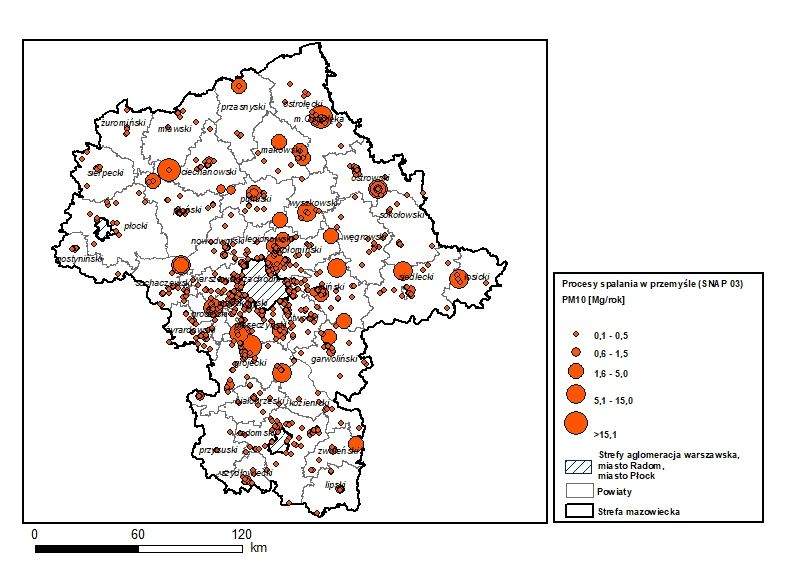 przasnyski
ostrołęcki
m. Ostrołęka
żuromiński
mławski
makowski
sierpecki
ciechanowski
ostrowski
pułtuski
wyszkowski
sokołowski
płocki
płoński
nowodworski
legionowski
wołomiński
węgrowski
gostyniński
sochaczewski
warszawski zachodni
miński
siedlecki
łosicki
żyrardowski
piaseczyński
grójecki
garwoliński
białobrzeski
kozienicki
radomski
przysuski
zwoleński
szydłowiecki
lipski
Procesy spalania w przemyśle (SNAP 03)
PM10 [Mg/rok]
0,1 - 0,5
0,6 - 1,5
1,6 - 5,0
5,1 - 15,0
>15,1
Strefy aglomeracja warszawska,
miasto Radom,
miasto Płock
Powiaty
Strefa mazowiecka
0 60 120
km